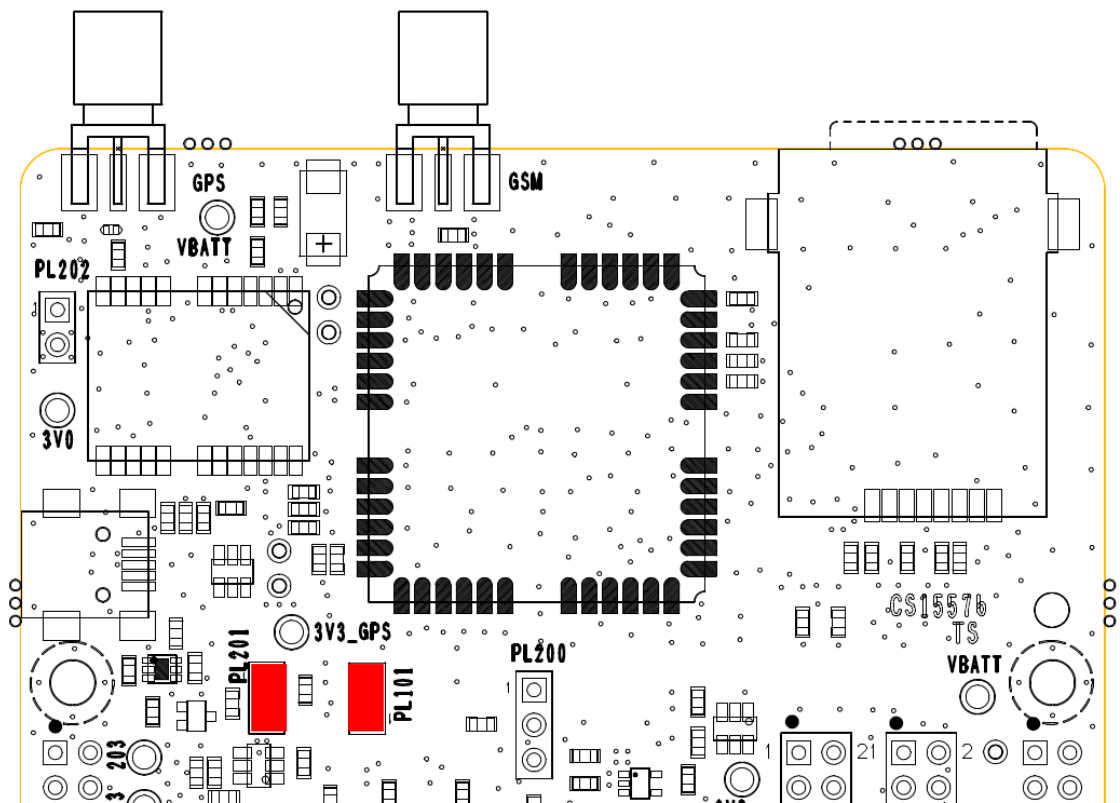 GPS
GSM
VBATT
PL202
1
3V0
CS1557b
TS
3V3_GPS
PL201
PL101
PL200
1
VBATT
203
1
21
2